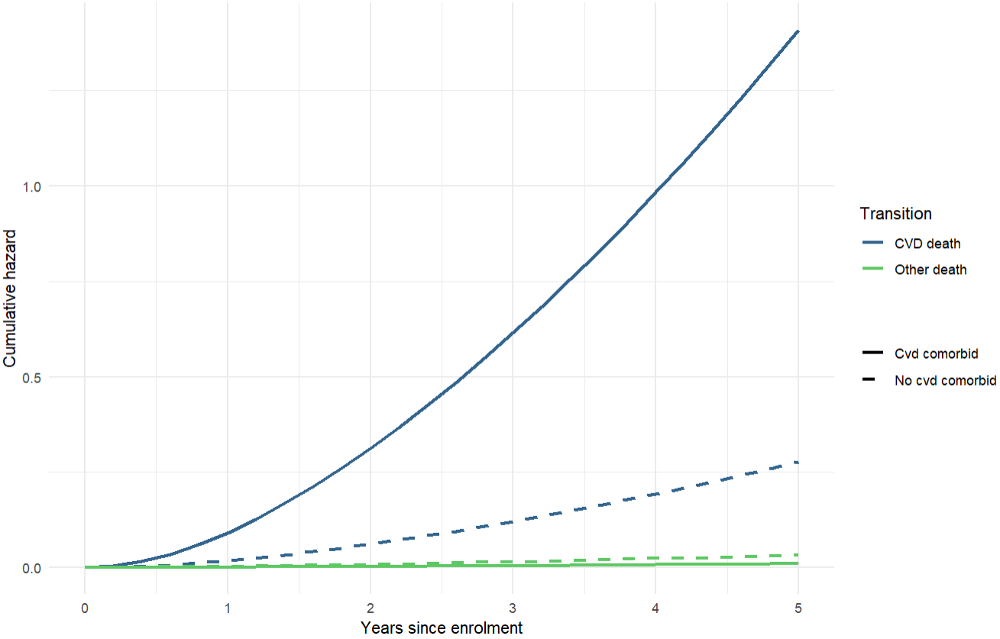 Cumulative hazard
1.0
0.5
0.0
0 1 2 3 4 5
Years since enrolment
Transition
CVD death
Other death
Cvd comorbid
No cvd comorbid